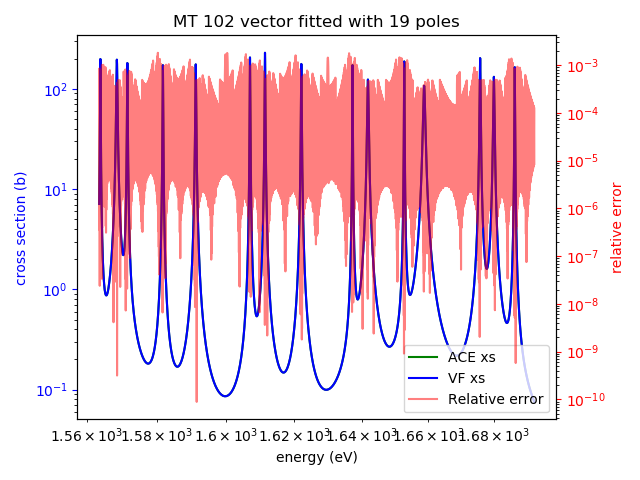 MT 102 vector fitted with 19 poles
cross section (b)
10²
10¹
10⁰
10⁻¹
relative error
10⁻³
10⁻⁴
10⁻⁵
10⁻⁶
10⁻⁷
10⁻⁸
10⁻⁹
10⁻¹⁰
ACE xs
VF xs
Relative error
1.56×10³ 1.58×10³ 1.6×10³ 1.62×10³ 1.64×10³ 1.66×10³ 1.68×10³
energy (eV)